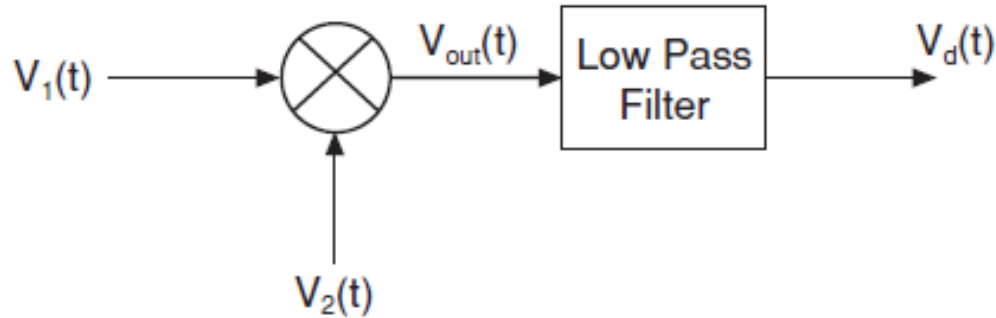 V₁(t)
V₂(t)
Vout(t)
Low Pass
Filter
Vd(t)